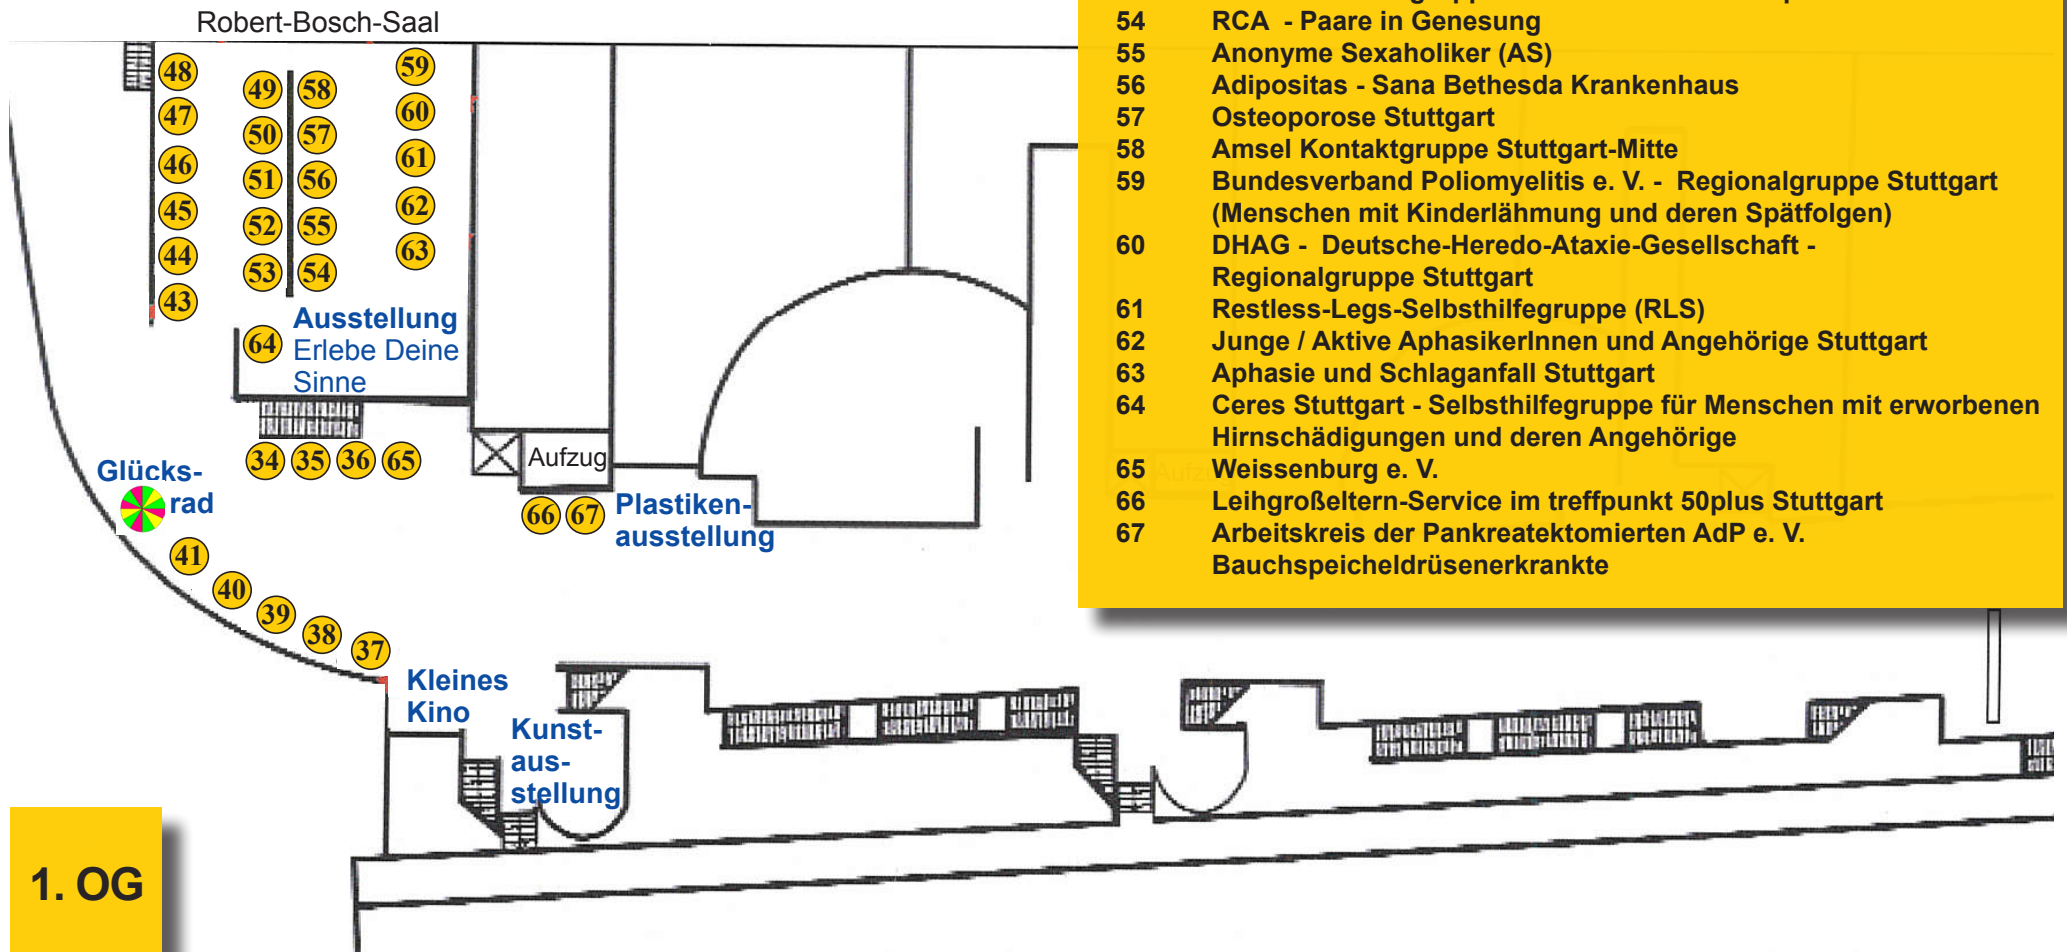 Robert-Bosch-Saal
48
47
46
45
44
43
49
50
51
52
53
58
57
56
55
54
59
60
61
62
63
64
Ausstellung
Erlebe Deine
Sinne
34 35 36 65
Aufzug
66 67
Plastiken-
ausstellung
Glücks-
rad
41
40
39
38
37
Kleines
Kino
Kunst-
aus-
stellung
1. OG
54 RCA - Paare in Genesung
55 Anonyme Sexaholiker (AS)
56 Adipositas - Sana Bethesda Krankenhaus
57 Osteoporose Stuttgart
58 Amsel Kontaktgruppe Stuttgart-Mitte
59 Bundesverband Poliomyelitis e. V. - Regionalgruppe Stuttgart
(Menschen mit Kinderlähmung und deren Spätfolgen)
60 DHAG - Deutsche-Heredo-Ataxie-Gesellschaft -
Regionalgruppe Stuttgart
61 Restless-Legs-Selbsthilfegruppe (RLS)
62 Junge / Aktive AphasikerInnen und Angehörige Stuttgart
63 Aphasie und Schlaganfall Stuttgart
64 Ceres Stuttgart - Selbsthilfegruppe für Menschen mit erworbenen
Hirnschädigungen und deren Angehörige
65 Weissenburg e. V.
66 Leihgroßeltern-Service im treffpunkt 50plus Stuttgart
67 Arbeitskreis der Pankreatektomierten AdP e. V.
Bauchspeicheldrüsenerkrankte